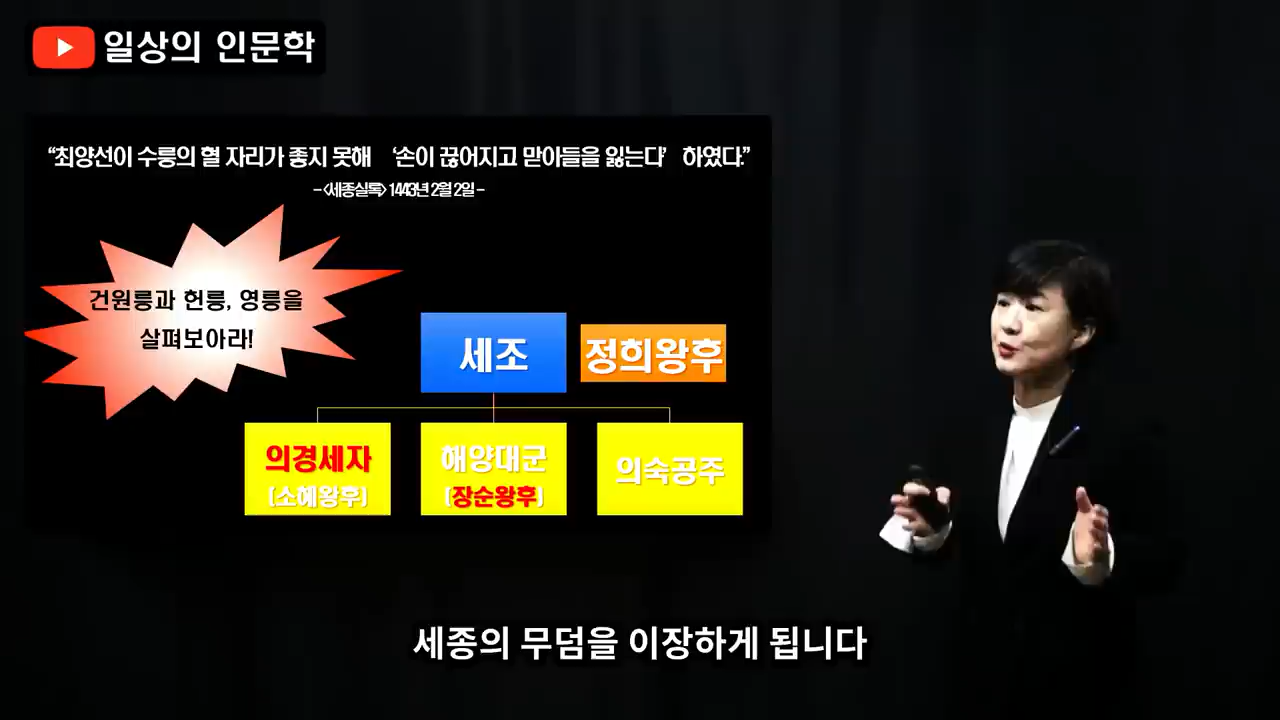 일상의 인문학
“최양선이 수릉의 혈 자리가 좋지 못해 ‘손이 끊어지고 맏아들을 잃는다’ 하였다.”
– <세종실록> 1443년 2월 2일 –
건원릉과 헌릉, 영릉을
살펴보아라!
세조
정희왕후
의경세자
(소혜왕후)
해양대군
(장순왕후)
의숙공주
세종의 무덤을 이장하게 됩니다